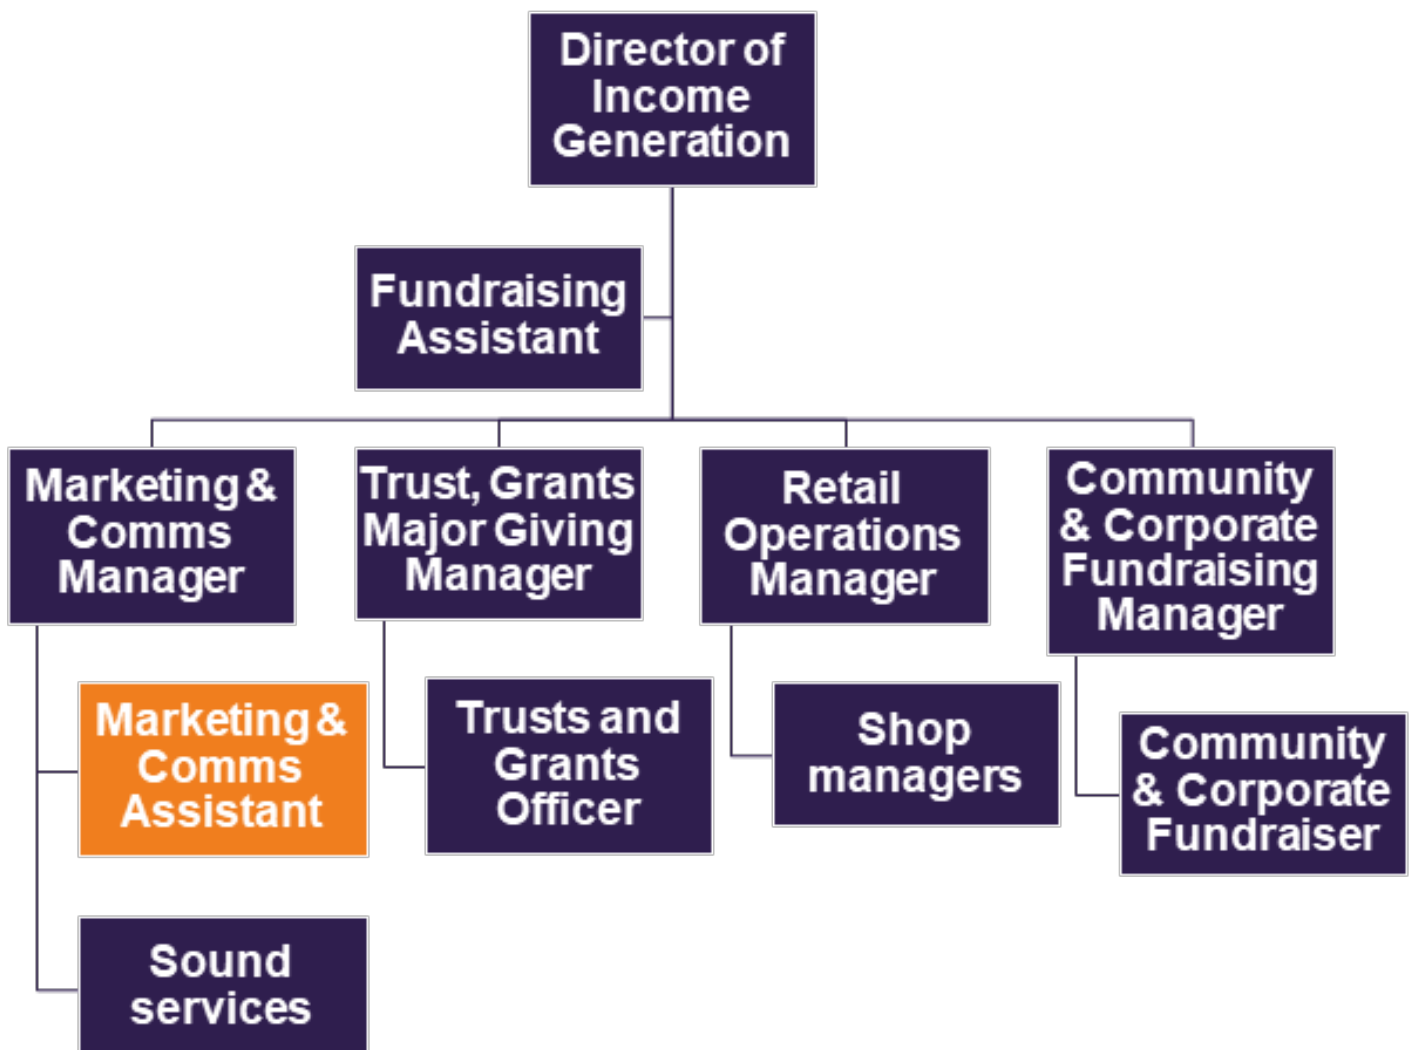 Director of
Income
Generation
Fundraising
Assistant
Marketing &
Comms
Manager
Trust, Grants
Major Giving
Manager
Retail
Operations
Manager
Community
& Corporate
Fundraising
Manager
Marketing &
Comms
Assistant
Trusts and
Grants
Officer
Shop
managers
Community
& Corporate
Fundraiser
Sound
services